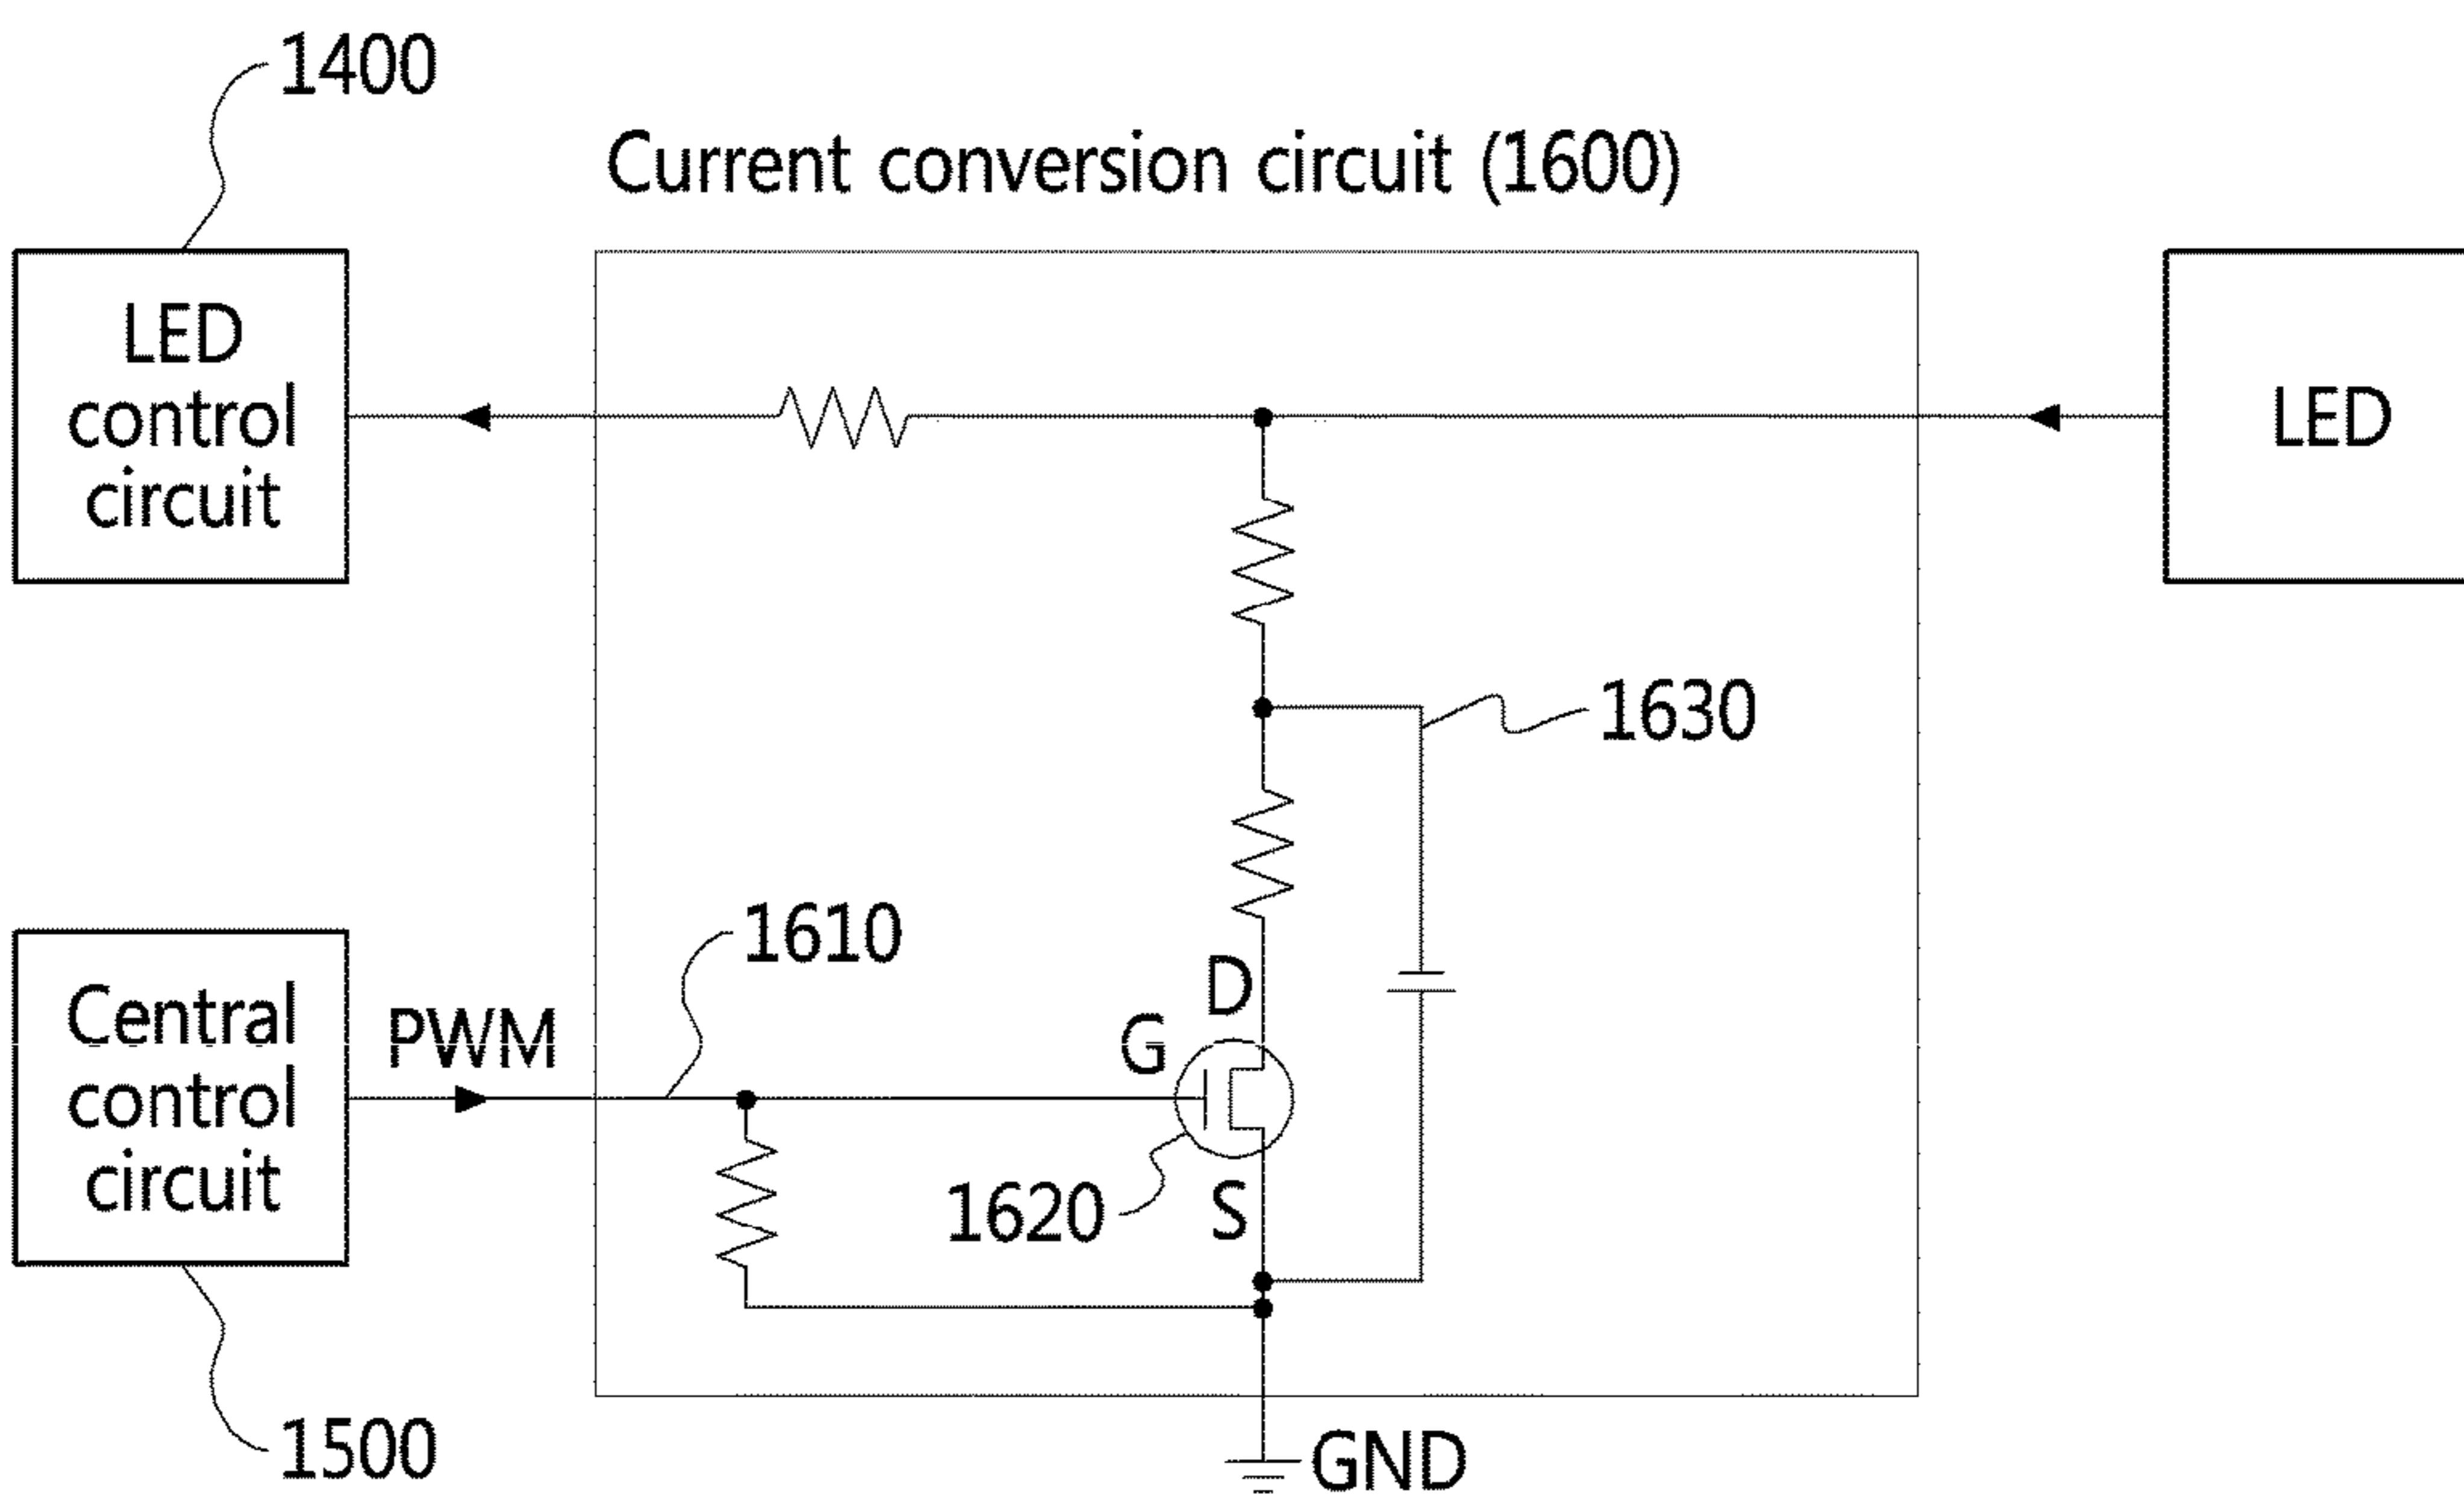 1400
Current conversion circuit (1600)
LED
control
circuit
LED
1630
1610
Central
control
circuit
PWM
D
G
1620
S
1500
GND